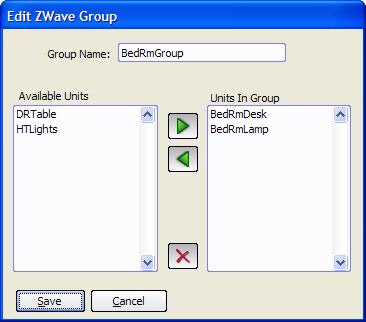 Edit ZWave Group
Group Name: BedRmGroup
Available Units
DRTable
HTLights
Units In Group
BedRmDesk
BedRmLamp
Save Cancel